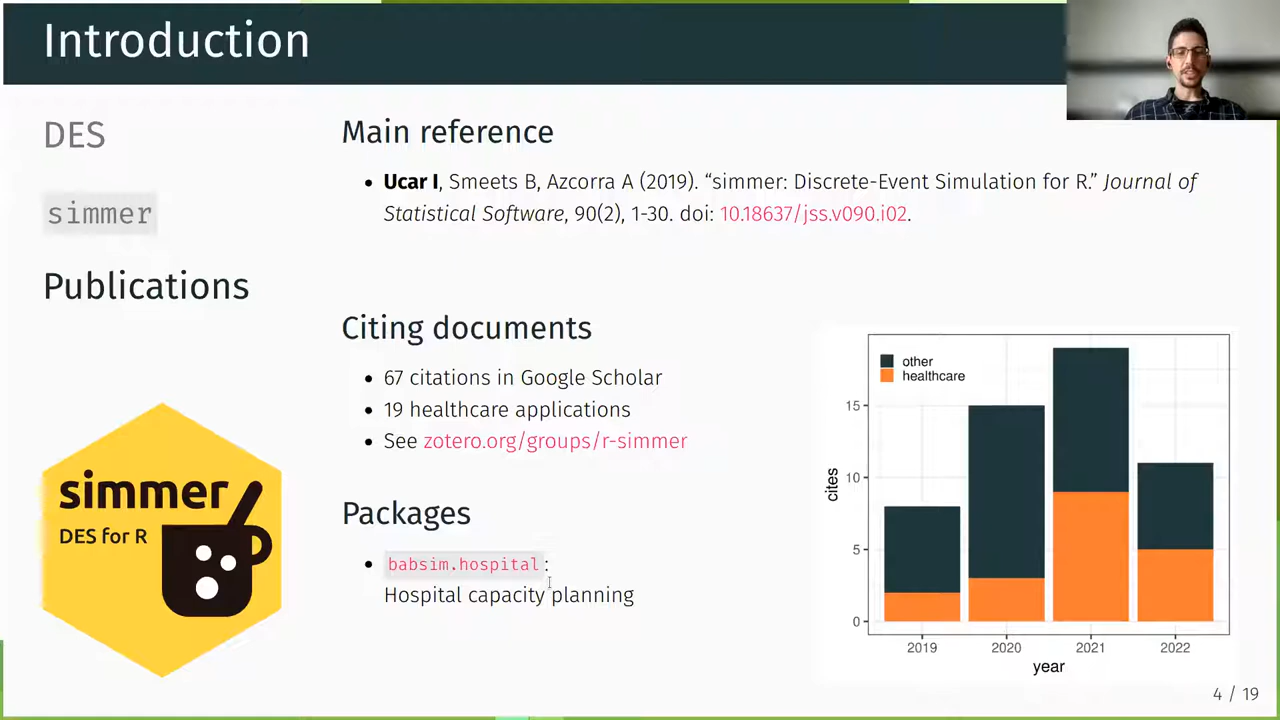 Introduction
DES
simmer
Publications
simmer
DES for R
Main reference
• Ucar I, Smeets B, Azcorra A (2019). “simmer: Discrete-Event Simulation for R.” Journal of
Statistical Software, 90(2), 1-30. doi: 10.18637/jss.v090.i02.
Citing documents
• 67 citations in Google Scholar
• 19 healthcare applications
• See zotero.org/groups/r-simmer
Packages
• babsim.hospital:
Hospital capacity planning
other
healthcare
cites
15
10
5
0
2019 2020 2021 2022
year
4 / 19